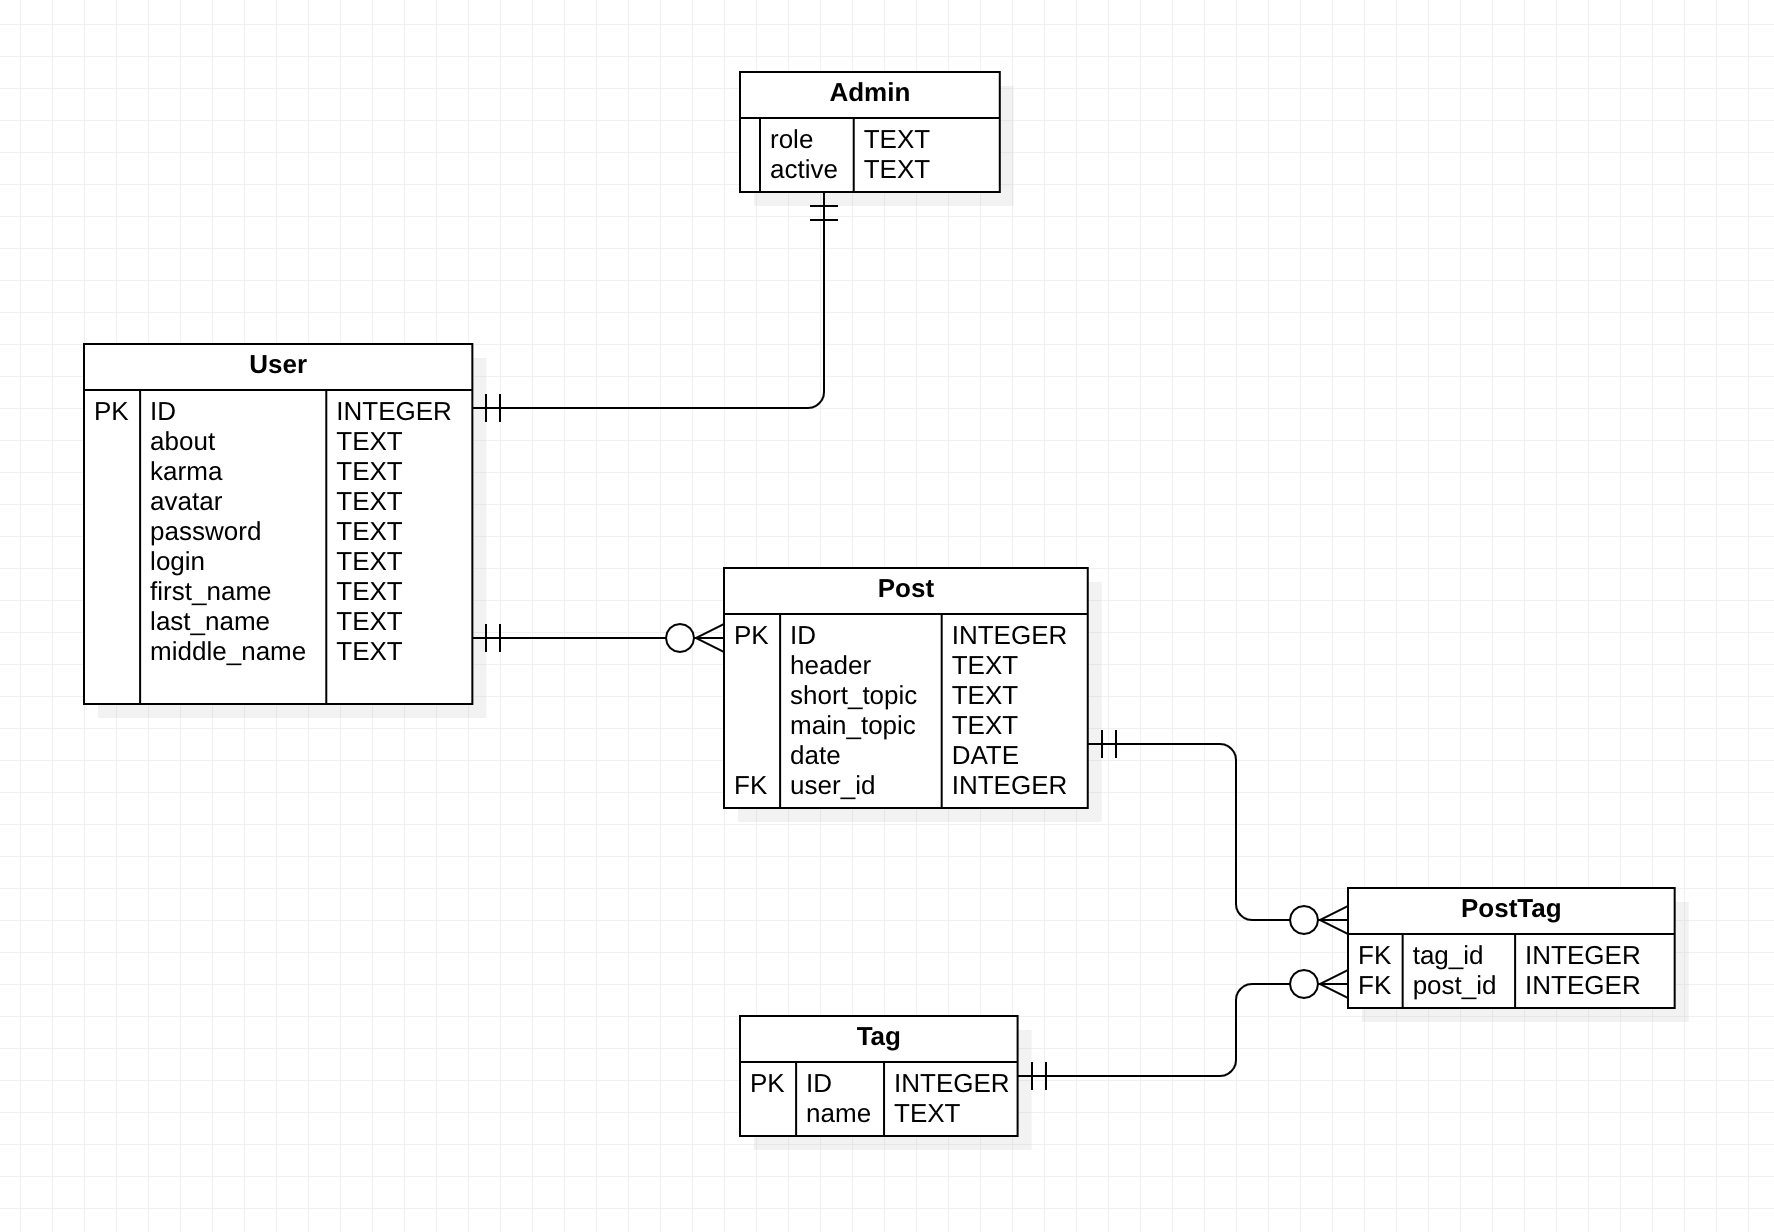 Admin
role TEXT
active TEXT
User
PK ID INTEGER
about TEXT
karma TEXT
avatar TEXT
password TEXT
login TEXT
first_name TEXT
last_name TEXT
middle_name TEXT
Post
PK ID INTEGER
header TEXT
short_topic TEXT
main_topic TEXT
date DATE
FK user_id INTEGER
PostTag
FK tag_id INTEGER
FK post_id INTEGER
Tag
PK ID INTEGER
name TEXT